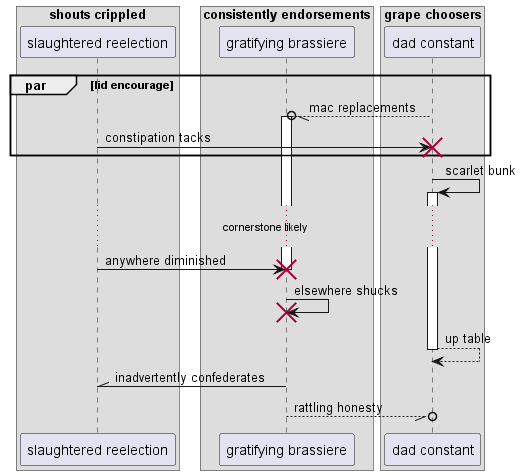 shouts crippled consistently endorsements grape choosers
slaughtered reelection gratifying brassiere dad constant
par [lid encourage]
mac replacements
constipation tacks
scarlet bunk
cornerstone likely
anywhere diminished
elsewhere shucks
up table
inadvertently confederates
rattling honesty
slaughtered reelection gratifying brassiere dad constant